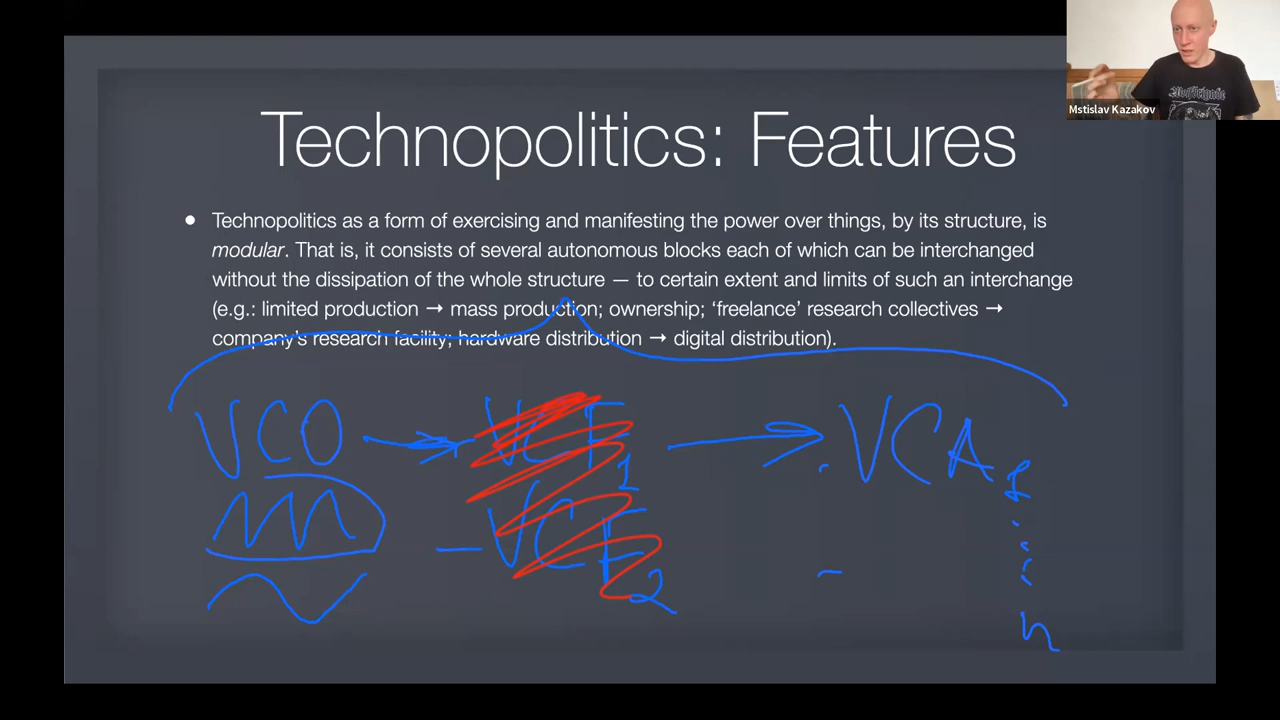 Mstislav Kazakov
Technopolitics: Features
• Technopolitics as a form of exercising and manifesting the power over things, by its structure, is
modular. That is, it consists of several autonomous blocks each of which can be interchanged
without the dissipation of the whole structure — to certain extent and limits of such an interchange
(e.g.: limited production → mass production; ownership; ‘freelance’ research collectives →
company’s research facility; hardware distribution → digital distribution).
VCO → VCF1 → VCA
VCF2
n